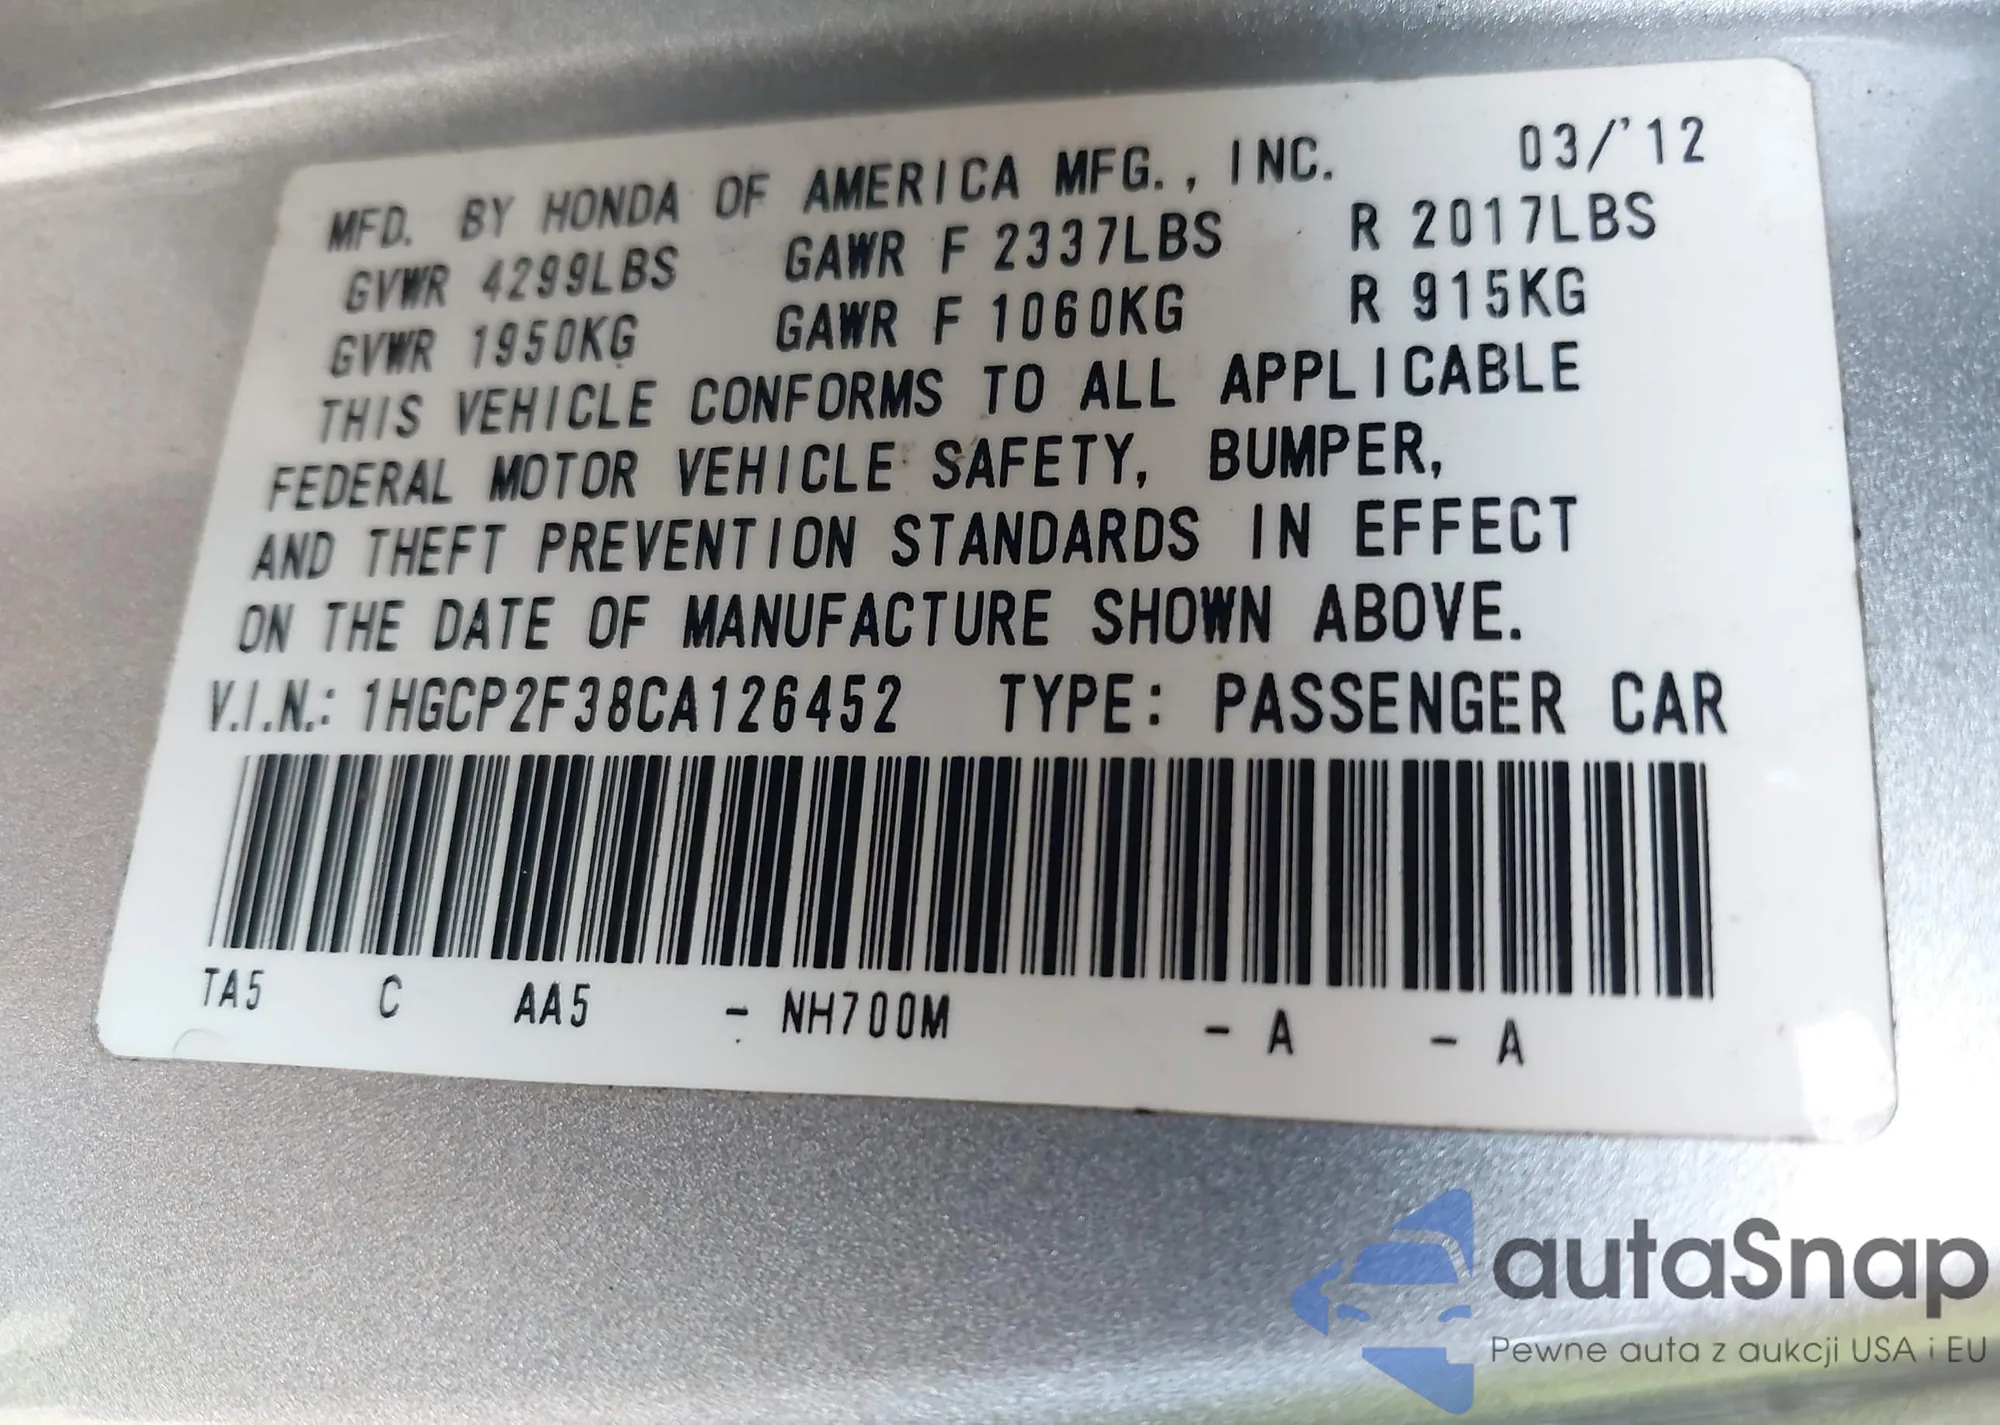 MFD. BY HONDA OF AMERICA MFG., INC. 03/'12
GVWR 4299LBS GAWR F 2337LBS R 2017LBS
GVWR 1950KG GAWR F 1060KG R 915KG
THIS VEHICLE CONFORMS TO ALL APPLICABLE
FEDERAL MOTOR VEHICLE SAFETY, BUMPER,
AND THEFT PREVENTION STANDARDS IN EFFECT
ON THE DATE OF MANUFACTURE SHOWN ABOVE.
V.I.N.: 1HGCP2F38CA126452 TYPE: PASSENGER CAR
TA5 C AA5 - NH700M - A - A
autaSnap
Pewne auta z aukcji USA i EU